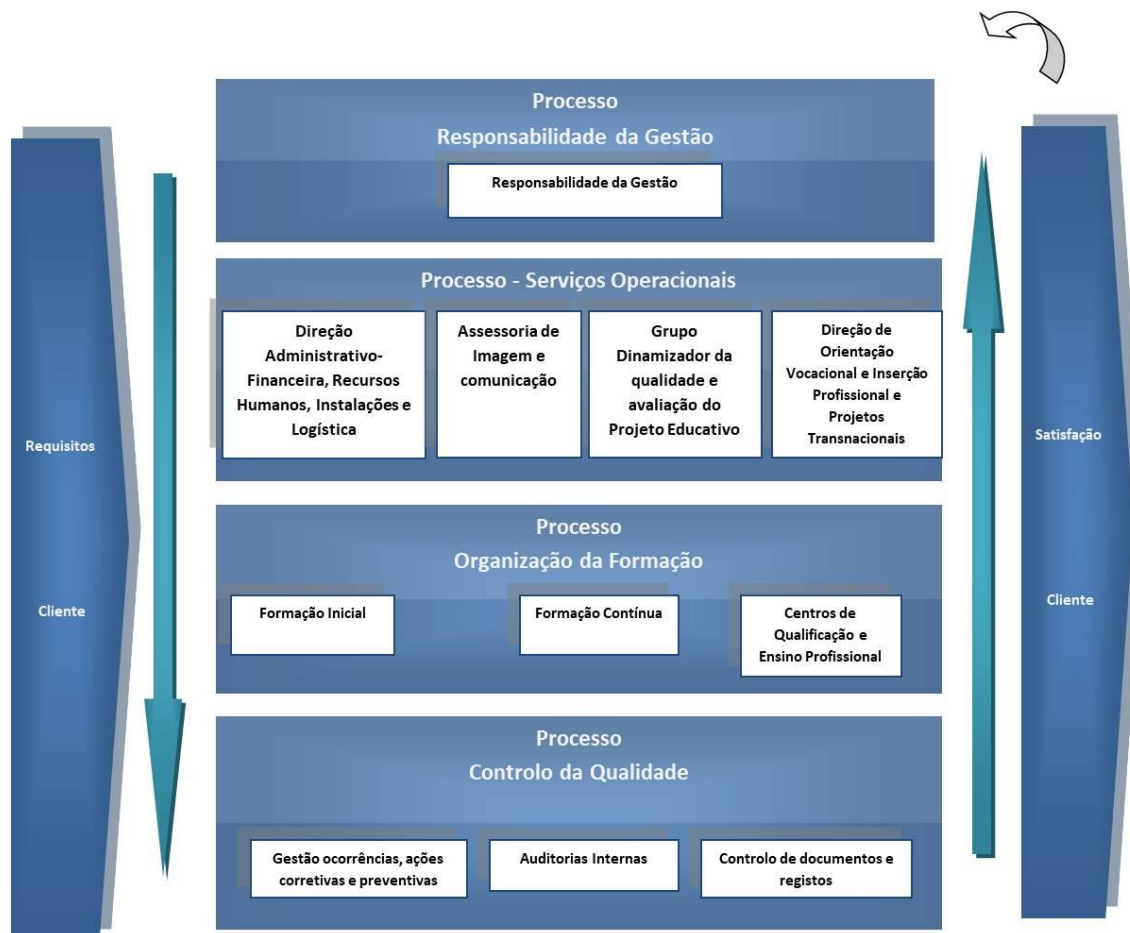 Processo
Responsabilidade da Gestão
Responsabilidade da Gestão
Processo - Serviços Operacionais
Direção
Administrativo-
Financeira, Recursos
Humanos, Instalações e
Logística
Assessoria de
Imagem e
comunicação
Grupo
Dinamizador da
qualidade e
avaliação do
Projeto Educativo
Direção de
Orientação
Vocacional e Inserção
Profissional e
Projetos
Transnacionais
Requisitos
Cliente
Satisfação
Cliente
Processo
Organização da Formação
Formação Inicial
Formação Contínua
Centros de
Qualificação e
Ensino Profissional
Processo
Controlo da Qualidade
Gestão ocorrências, ações
corretivas e preventivas
Auditorias Internas
Controlo de documentos e
registos